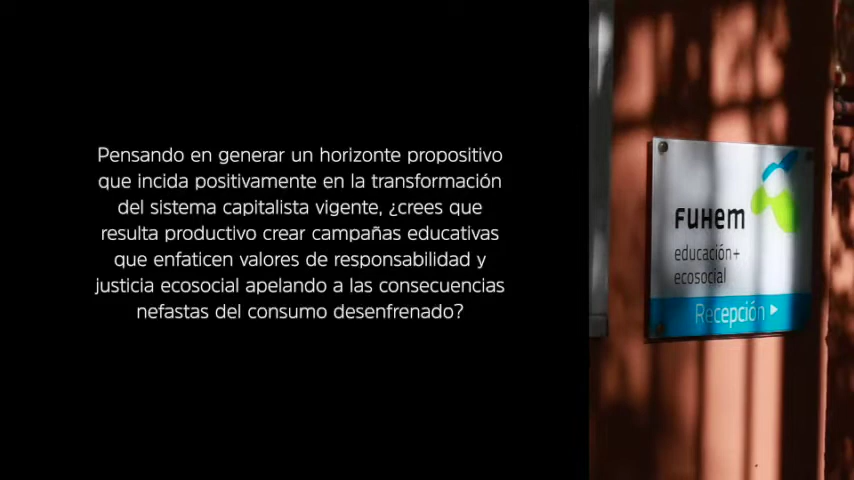 Pensando en generar un horizonte propositivo
que incida positivamente en la transformación
del sistema capitalista vigente, ¿crees que
resulta productivo crear campañas educativas
que enfaticen valores de responsabilidad y
justicia ecosocial apelando a las consecuencias
nefastas del consumo desenfrenado?
FUHem
educación+
ecosocial
Recepción